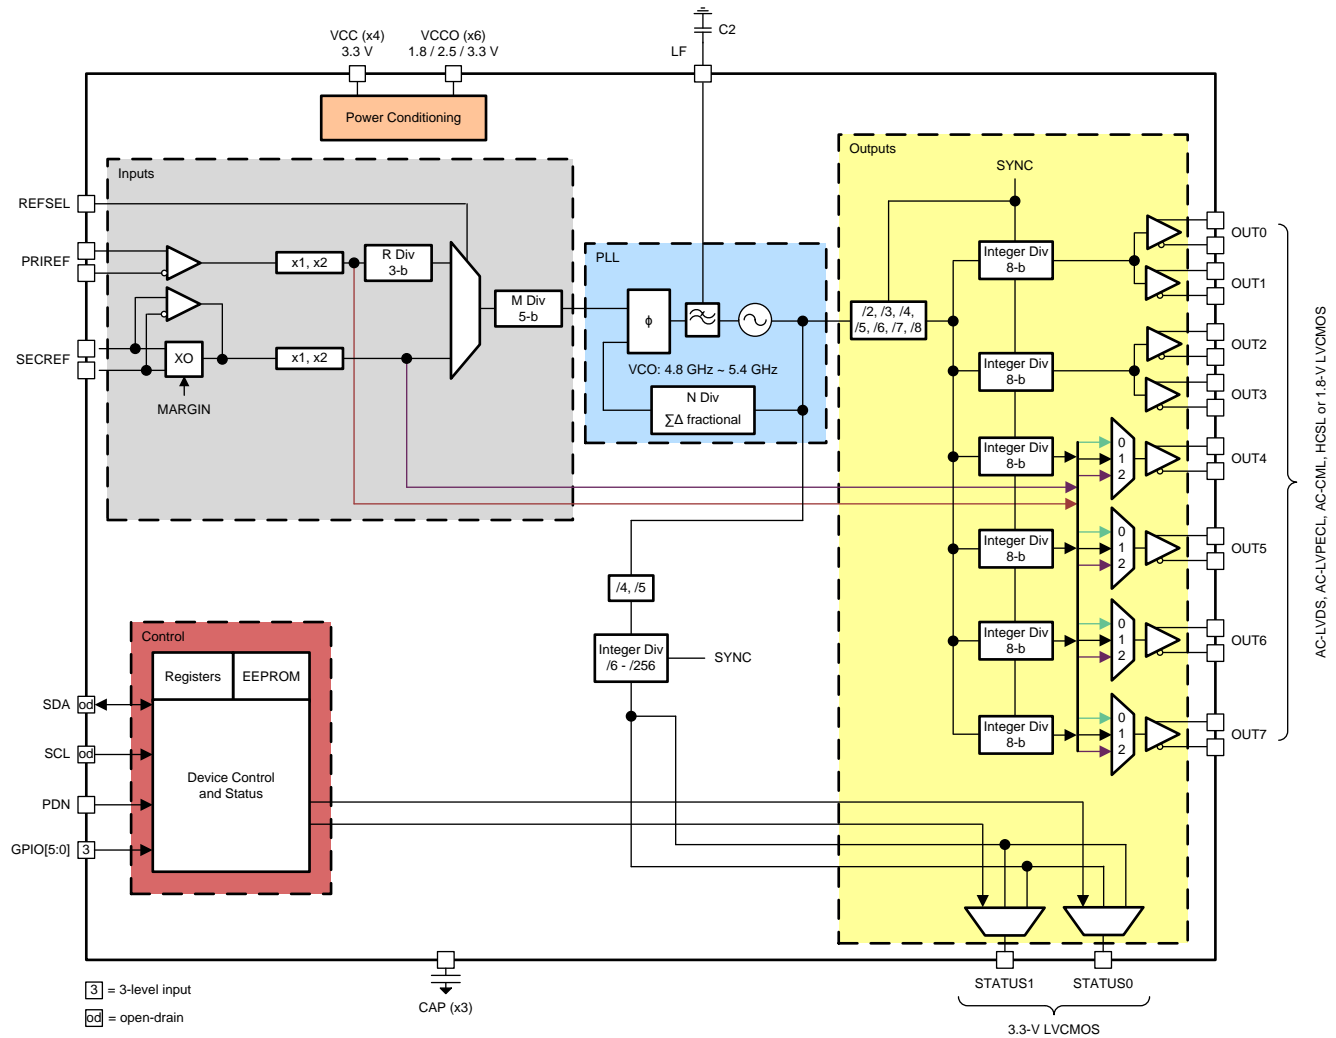 C2
LF
VCC (x4)
3.3 V
VCCO (x6)
1.8 / 2.5 / 3.3 V
Power Conditioning
Inputs
REFSEL
PRIREF
x1, x2
R Div
3-b
M Div
5-b
SECREF
XO
x1, x2
MARGIN
PLL
ϕ
VCO: 4.8 GHz ~ 5.4 GHz
N Div
∑Δ fractional
/4, /5
Integer Div
/6 - /256
SYNC
Outputs
SYNC
/2, /3, /4,
/5, /6, /7, /8
Integer Div
8-b
OUT0
OUT1
Integer Div
8-b
OUT2
OUT3
Integer Div
8-b
0
1
2
OUT4
Integer Div
8-b
0
1
2
OUT5
Integer Div
8-b
0
1
2
OUT6
Integer Div
8-b
0
1
2
OUT7
AC-LVDS, AC-LVPECL, AC-CML, HCSL or 1.8-V LVCMOS
Control
Registers
EEPROM
Device Control
and Status
SDA
od
SCL
od
PDN
GPIO[5:0]
3
STATUS1
STATUS0
3.3-V LVCMOS
CAP (x3)
3 = 3-level input
od = open-drain